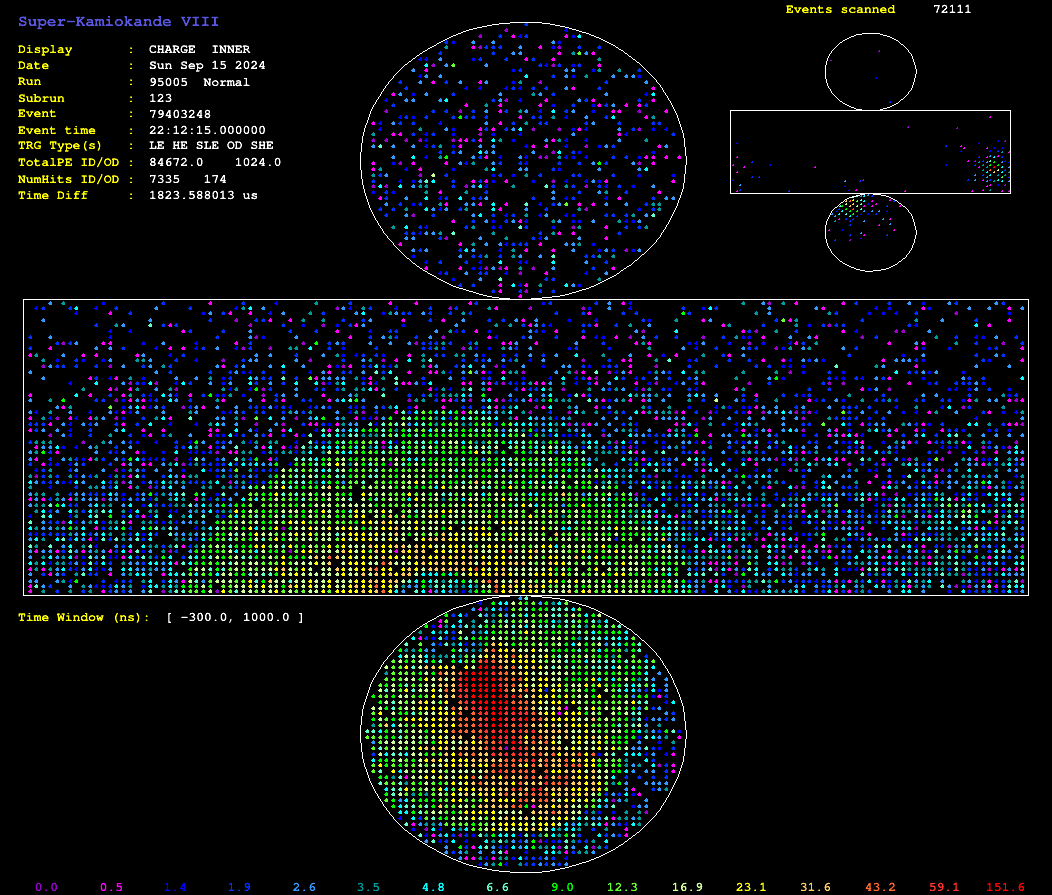 Super-Kamiokande VIII
Events scanned 72111
Display : CHARGE INNER
Date : Sun Sep 15 2024
Run : 95005 Normal
Subrun : 123
Event : 79403248
Event time : 22:12:15.000000
TRG Type(s) : LE HE SLE OD SHE
TotalPE ID/OD : 84672.0 1024.0
NumHits ID/OD : 7335 174
Time Diff : 1823.588013 us
Time Window (ns): [ -300.0, 1000.0 ]
0.0 0.5 1.4 1.9 2.6 3.5 4.8 6.6 9.0 12.3 16.9 23.1 31.6 43.2 59.1 151.6